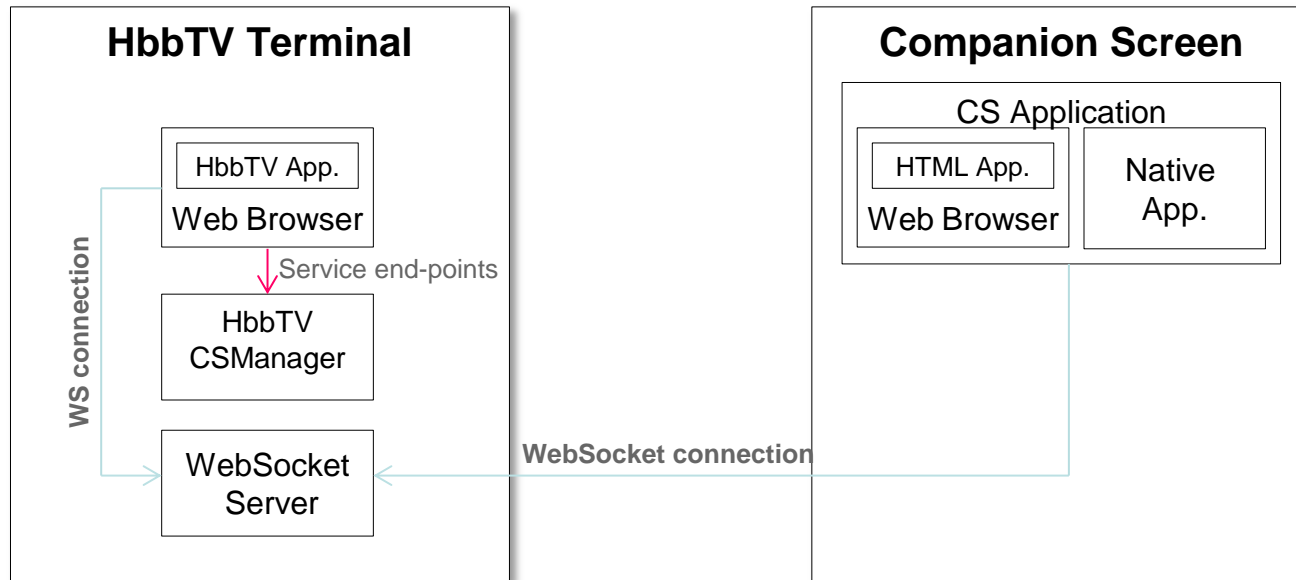 HbbTV Terminal
HbbTV App.
Web Browser
Service end-points
HbbTV
CSManager
WS connection
WebSocket
Server
WebSocket connection
Companion Screen
CS Application
HTML App.
Web Browser
Native
App.